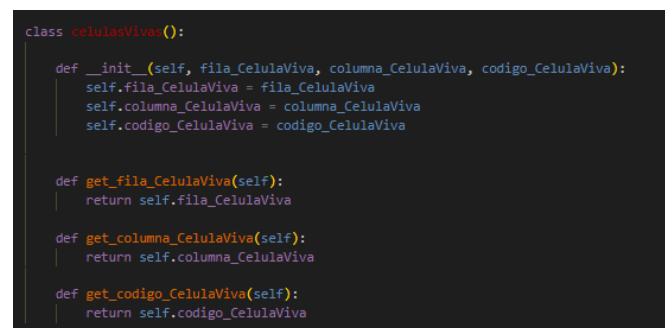 class celulasVivas():
def __init__(self, fila_CelulaViva, columna_CelulaViva, codigo_CelulaViva):
self.fila_CelulaViva = fila_CelulaViva
self.columna_CelulaViva = columna_CelulaViva
self.codigo_CelulaViva = codigo_CelulaViva
def get_fila_CelulaViva(self):
return self.fila_CelulaViva
def get_columna_CelulaViva(self):
return self.columna_CelulaViva
def get_codigo_CelulaViva(self):
return self.codigo_CelulaViva